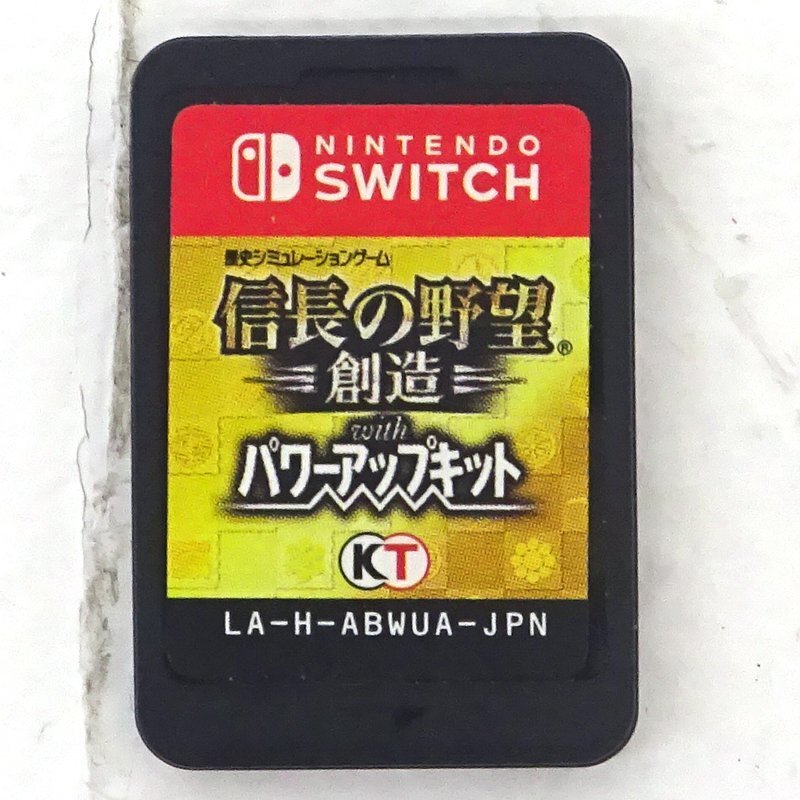 NINTENDO
SWITCH
歴史シミュレーションゲーム
信長の野望®
創造
with
パワーアップキット
KT
LA-H-ABWUA-JPN